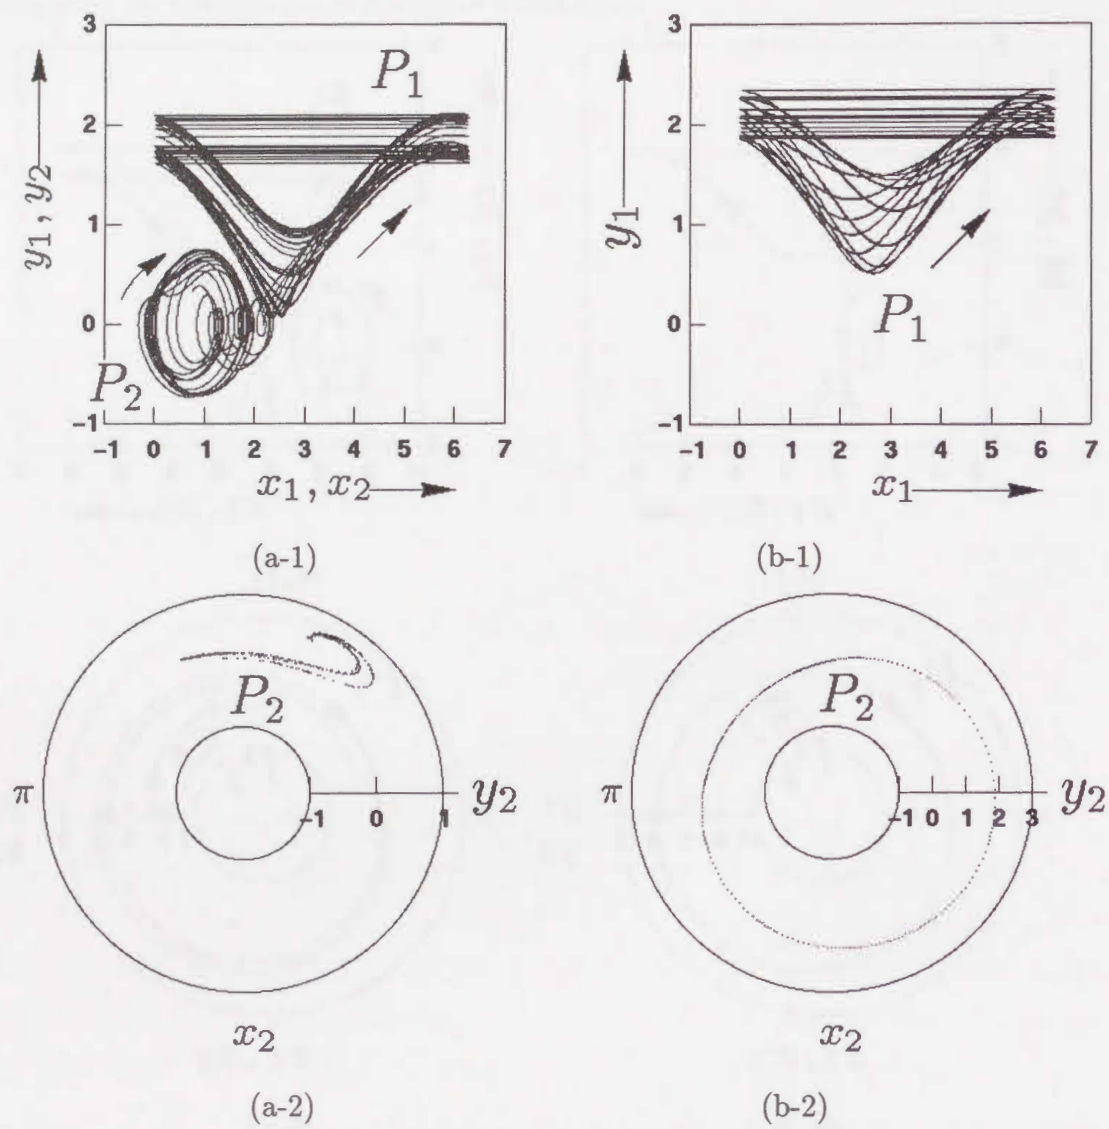 3
2
1
0
−1
−1 0 1 2 3 4 5 6 7
y₁, y₂
x₁, x₂
P₁
P₂
(a-1)
3
2
1
0
−1
−1 0 1 2 3 4 5 6 7
y₁
x₁
P₁
(b-1)
P₂
π
−1 0 1
y₂
x₂
(a-2)
P₂
π
−1 0 1 2 3
y₂
x₂
(b-2)